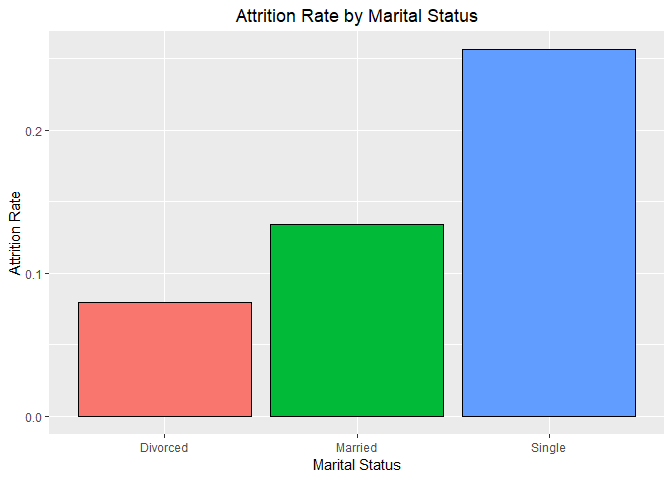 Attrition Rate by Marital Status
Attrition Rate
0.2
0.1
0.0
Divorced Married Single
Marital Status